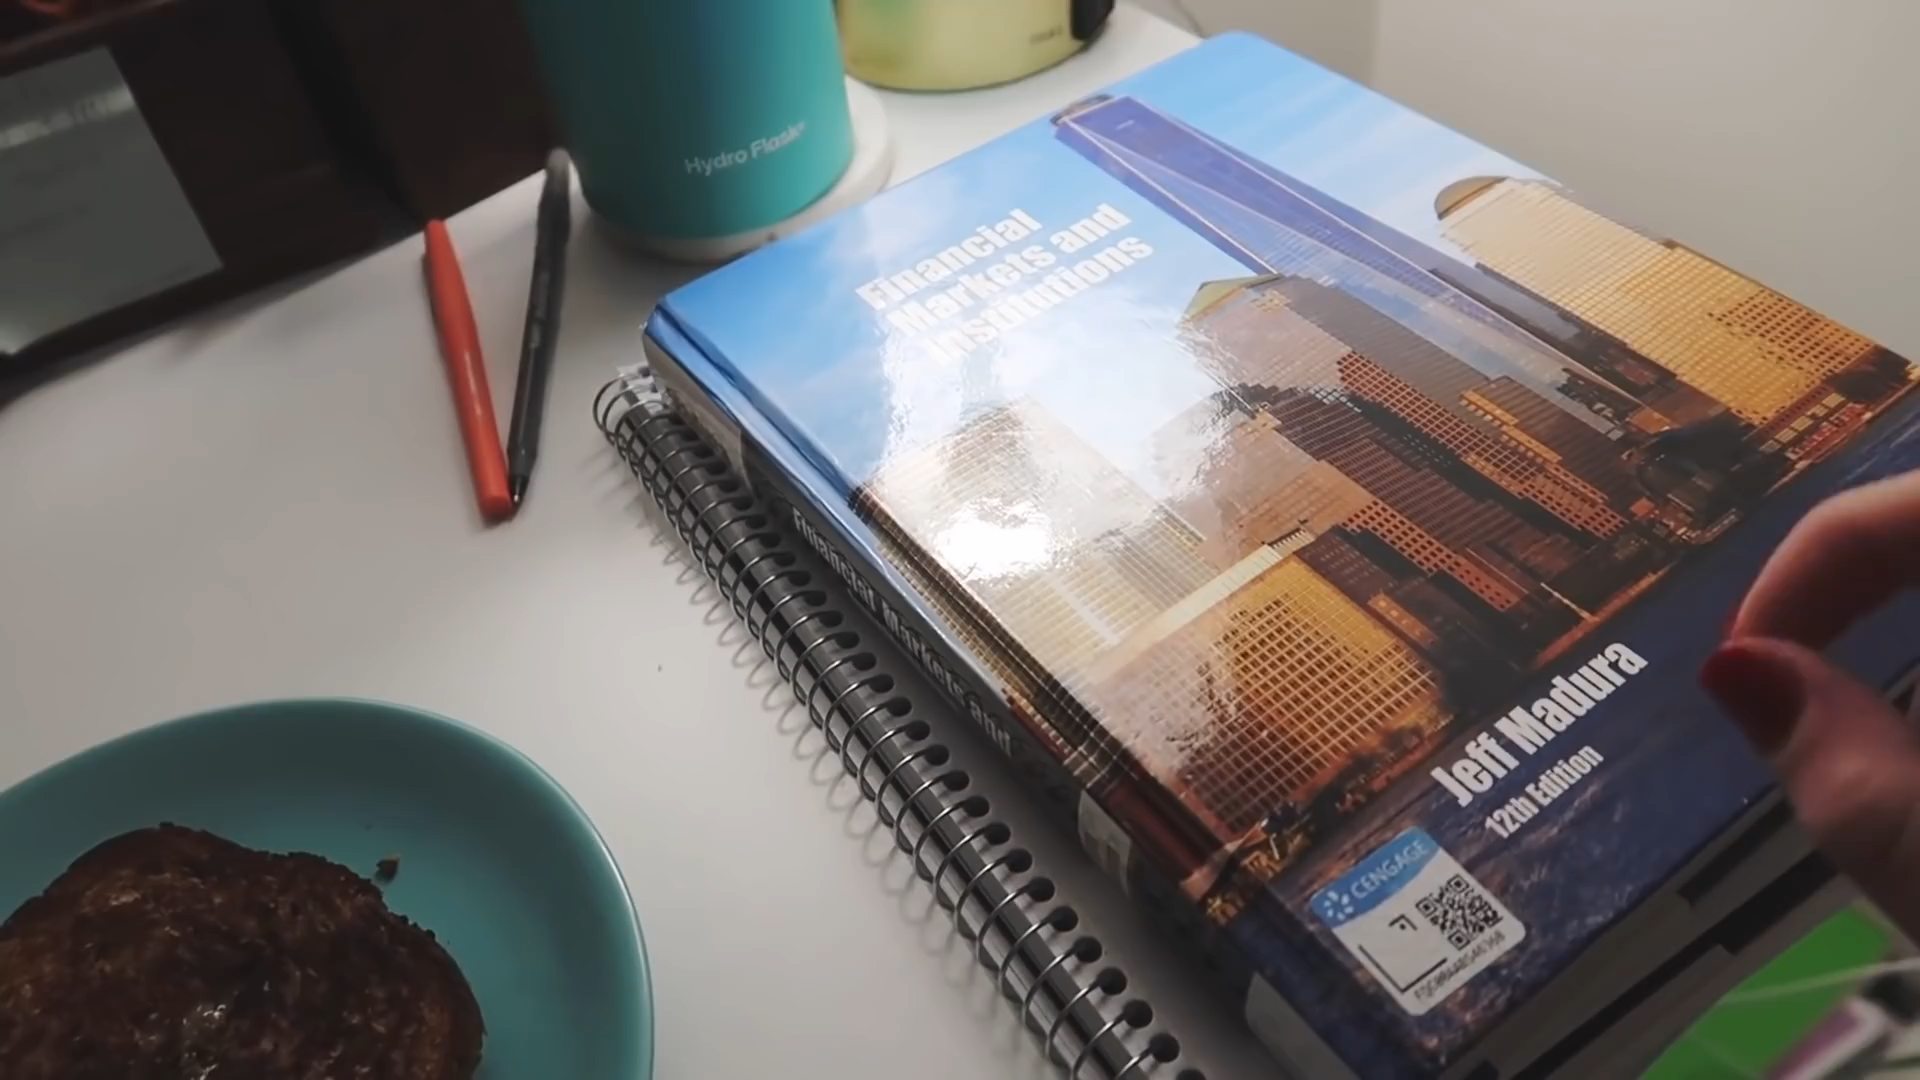 Hydro Flask
Financial
Markets and
Institutions
Financial Markets and
Jeff Madura
12th Edition
CENGAGE